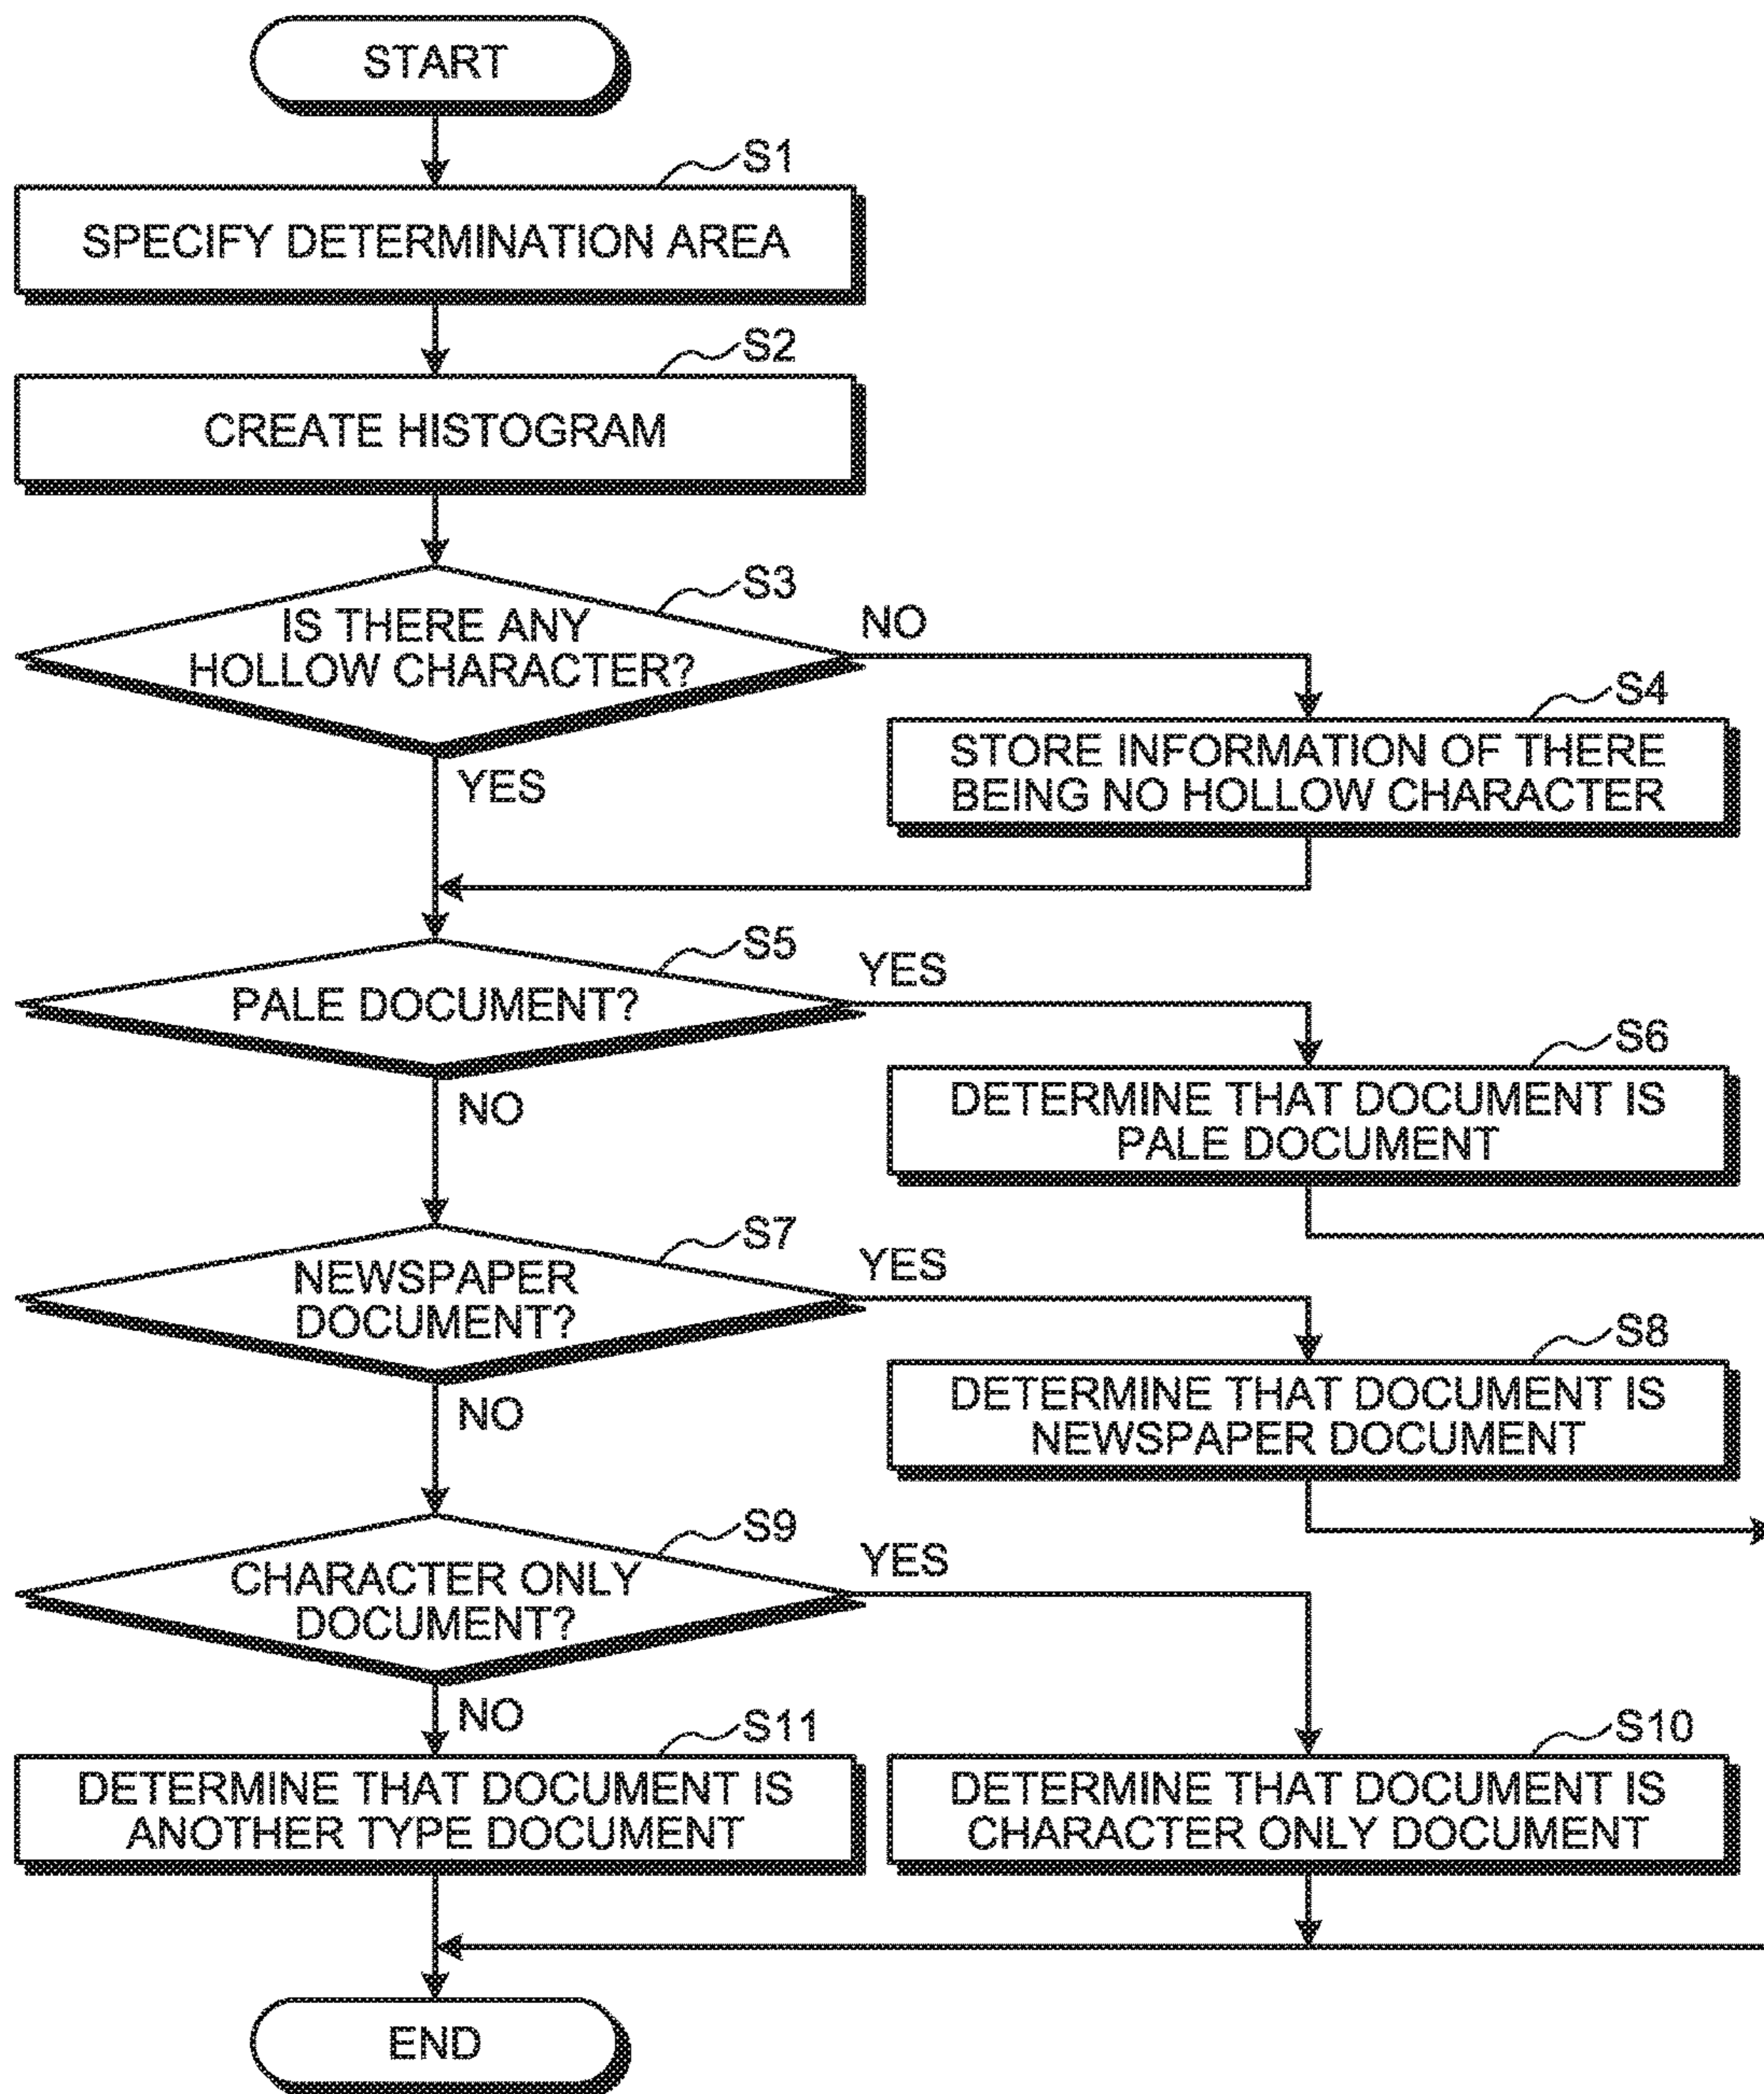 START
S1
SPECIFY DETERMINATION AREA
S2
CREATE HISTOGRAM
S3
IS THERE ANY
HOLLOW CHARACTER?
NO
YES
S4
STORE INFORMATION OF THERE
BEING NO HOLLOW CHARACTER
S5
PALE DOCUMENT?
YES
NO
S6
DETERMINE THAT DOCUMENT IS
PALE DOCUMENT
S7
NEWSPAPER
DOCUMENT?
YES
NO
S8
DETERMINE THAT DOCUMENT IS
NEWSPAPER DOCUMENT
S9
CHARACTER ONLY
DOCUMENT?
YES
NO
S11
DETERMINE THAT DOCUMENT IS
ANOTHER TYPE DOCUMENT
S10
DETERMINE THAT DOCUMENT IS
CHARACTER ONLY DOCUMENT
END